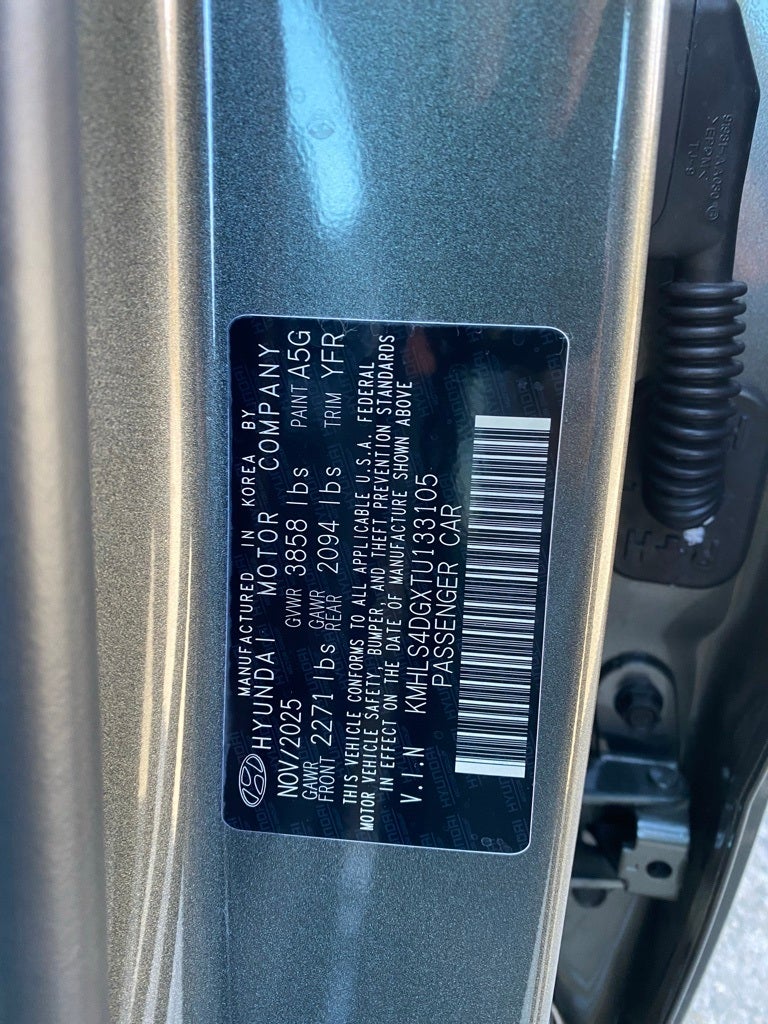 MANUFACTURED IN KOREA BY
HYUNDAI MOTOR COMPANY
NOV/2025 GVWR 3858 lbs PAINT A5G
GAWR FRONT 2271 lbs GAWR REAR 2094 lbs TRIM YFR
THIS VEHICLE CONFORMS TO ALL APPLICABLE U.S.A. FEDERAL
MOTOR VEHICLE SAFETY, BUMPER, AND THEFT PREVENTION STANDARDS
IN EFFECT ON THE DATE OF MANUFACTURE SHOWN ABOVE
V.I.N KMHLS4DGXTU133105
PASSENGER CAR